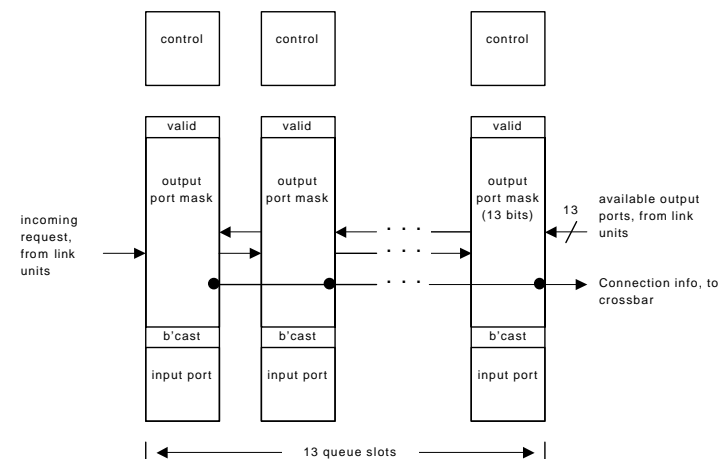 control
control
control
valid
valid
valid
output
port mask
output
port mask
output
port mask
(13 bits)
13
available output
ports, from link
units
incoming
request,
from link
units
. . .
. . .
. . .
Connection info, to
crossbar
b'cast
b'cast
b'cast
input port
input port
input port
13 queue slots